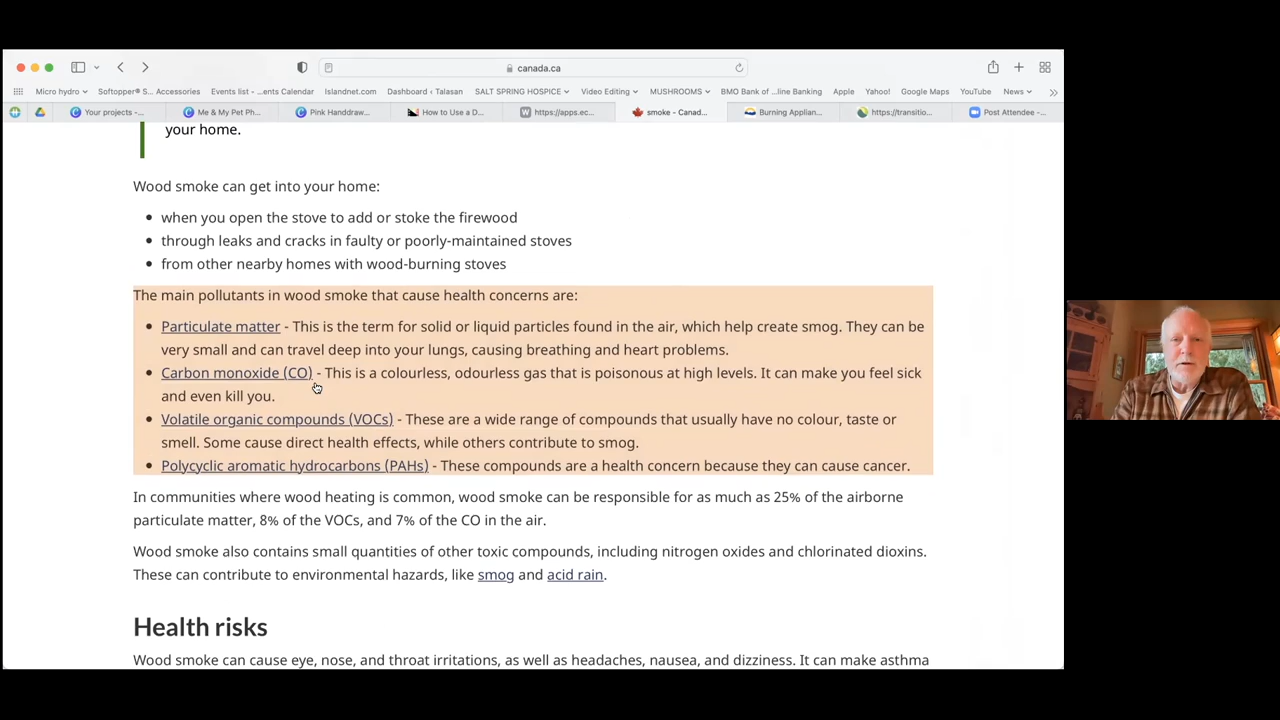 canada.ca
Micro hydro
Softopper® S... Accessories
Events list - ...ents Calendar
Islandnet.com
Dashboard ‹ Talasan
SALT SPRING HOSPICE
Video Editing
MUSHROOMS
BMO Bank of ...line Banking
Apple
Yahoo!
Google Maps
YouTube
News
Your projects -...
Me & My Pet Ph...
Pink Handdraw...
How to Use a D...
https://apps.ec...
smoke - Canad...
Burning Applian...
https://transitio...
Post Attendee -...
your home.
Wood smoke can get into your home:
when you open the stove to add or stoke the firewood
through leaks and cracks in faulty or poorly-maintained stoves
from other nearby homes with wood-burning stoves
The main pollutants in wood smoke that cause health concerns are:
Particulate matter - This is the term for solid or liquid particles found in the air, which help create smog. They can be
very small and can travel deep into your lungs, causing breathing and heart problems.
Carbon monoxide (CO) - This is a colourless, odourless gas that is poisonous at high levels. It can make you feel sick
and even kill you.
Volatile organic compounds (VOCs) - These are a wide range of compounds that usually have no colour, taste or
smell. Some cause direct health effects, while others contribute to smog.
Polycyclic aromatic hydrocarbons (PAHs) - These compounds are a health concern because they can cause cancer.
In communities where wood heating is common, wood smoke can be responsible for as much as 25% of the airborne
particulate matter, 8% of the VOCs, and 7% of the CO in the air.
Wood smoke also contains small quantities of other toxic compounds, including nitrogen oxides and chlorinated dioxins.
These can contribute to environmental hazards, like smog and acid rain.
Health risks
Wood smoke can cause eye, nose, and throat irritations, as well as headaches, nausea, and dizziness. It can make asthma